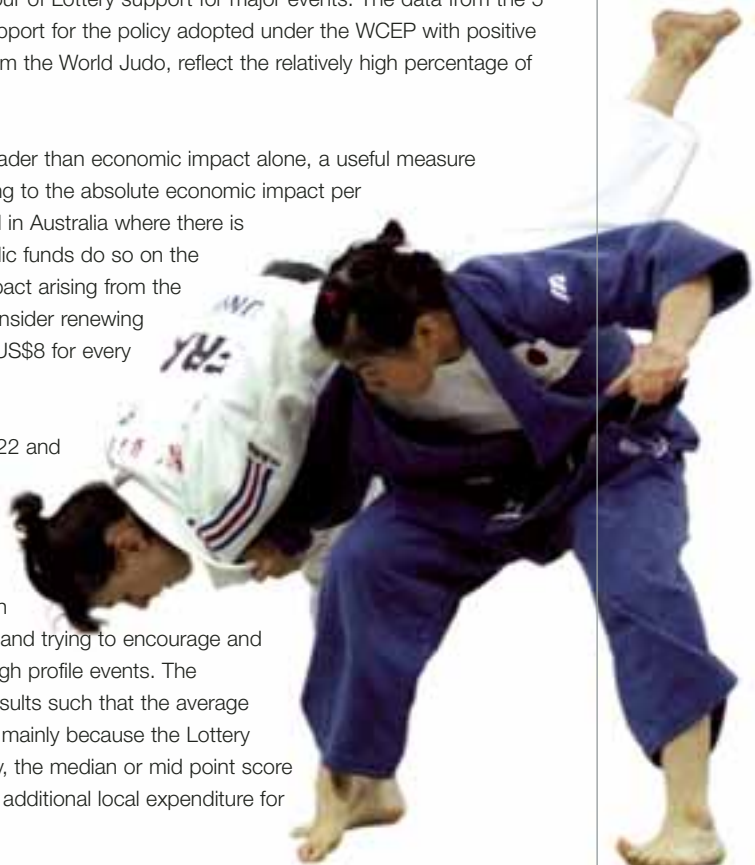 our of Lottery support for major events. The data from the 5
pport for the policy adopted under the WCEP with positive
m the World Judo, reflect the relatively high percentage of
ader than economic impact alone, a useful measure
ng to the absolute economic impact per
l in Australia where there is
lic funds do so on the
pact arising from the
nsider renewing
US$8 for every
22 and
n
and trying to encourage and
gh profile events. The
sults such that the average
mainly because the Lottery
y, the median or mid point score
additional local expenditure for
FRA